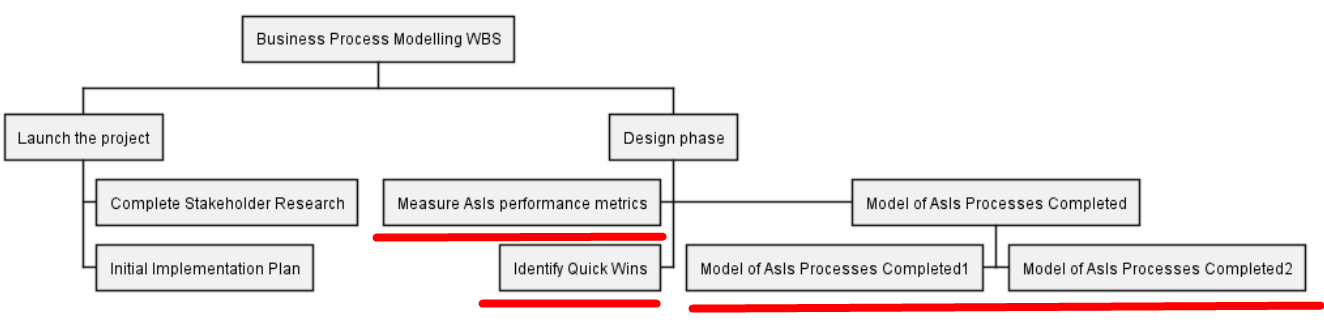 Business Process Modelling WBS
Launch the project
Design phase
Complete Stakeholder Research
Measure AsIs performance metrics
Model of AsIs Processes Completed
Initial Implementation Plan
Identify Quick Wins
Model of AsIs Processes Completed1
Model of AsIs Processes Completed2